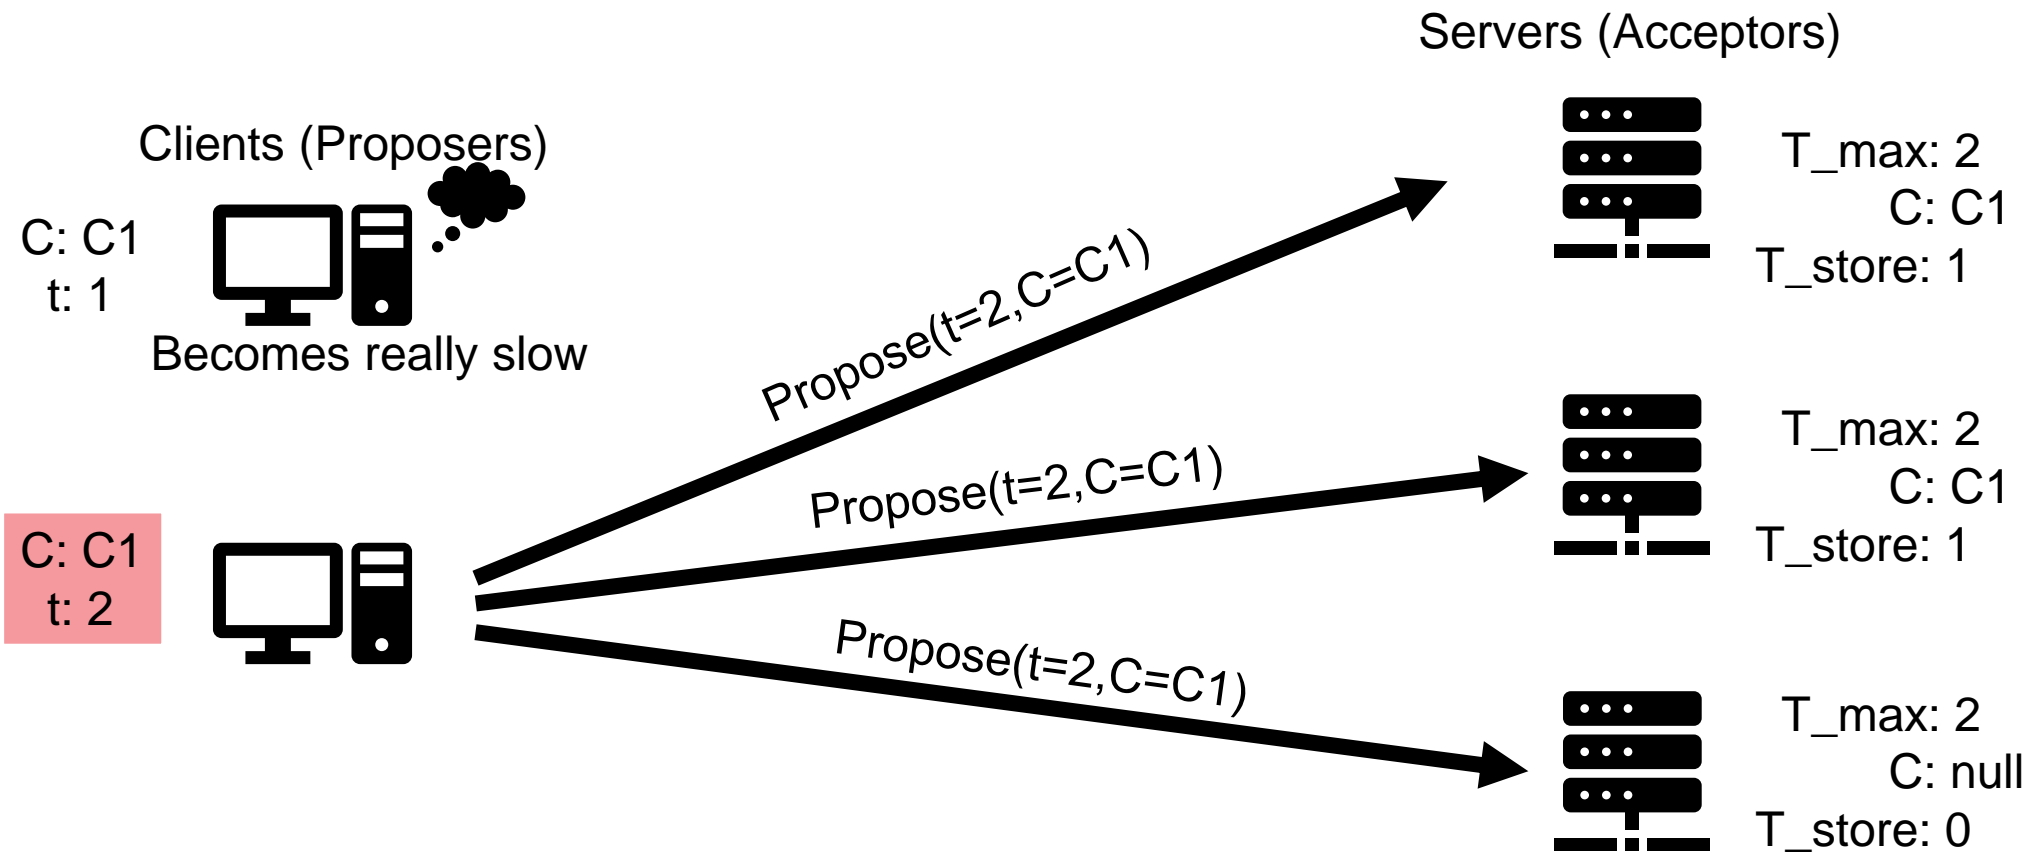 Servers (Acceptors)
Clients (Proposers)
C: C1
t: 1
Becomes really slow
C: C1
t: 2
Propose(t=2,C=C1)
Propose(t=2,C=C1)
Propose(t=2,C=C1)
T_max: 2
C: C1
T_store: 1
T_max: 2
C: C1
T_store: 1
T_max: 2
C: null
T_store: 0